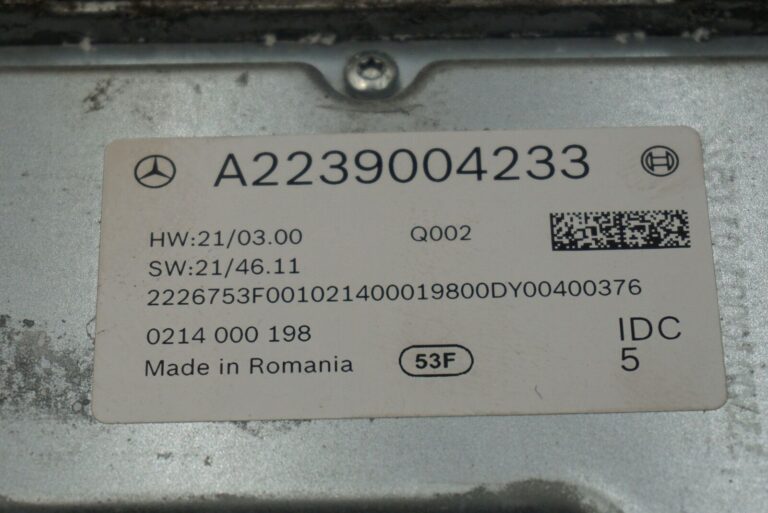 A2239004233
HW:21/03.00 Q002
SW:21/46.11
2226753F001021400019800DY00400376
0214 000 198 IDC
Made in Romania 53F 5